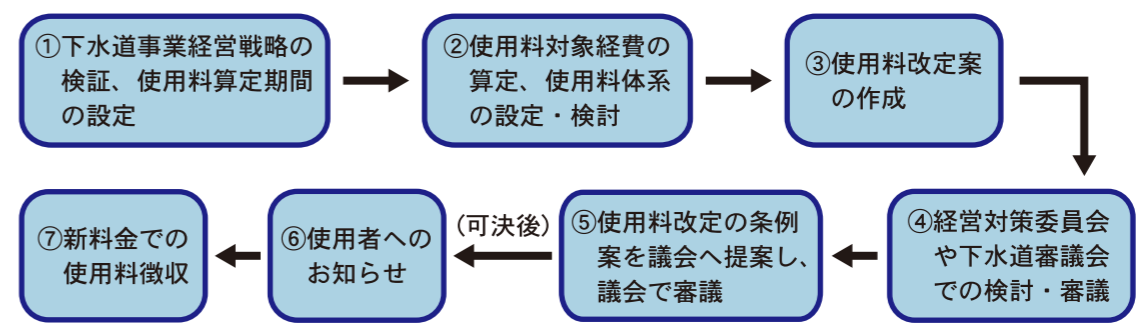 ①下水道事業経営戦略の
検証、使用料算定期間
の設定
②使用料対象経費の
算定、使用料体系
の設定・検討
③使用料改定案
の作成
④経営対策委員会
や下水道審議会
での検討・審議
⑤使用料改定の条例
案を議会へ提案し、
議会で審議
（可決後）
⑥使用者への
お知らせ
⑦新料金での
使用料徴収